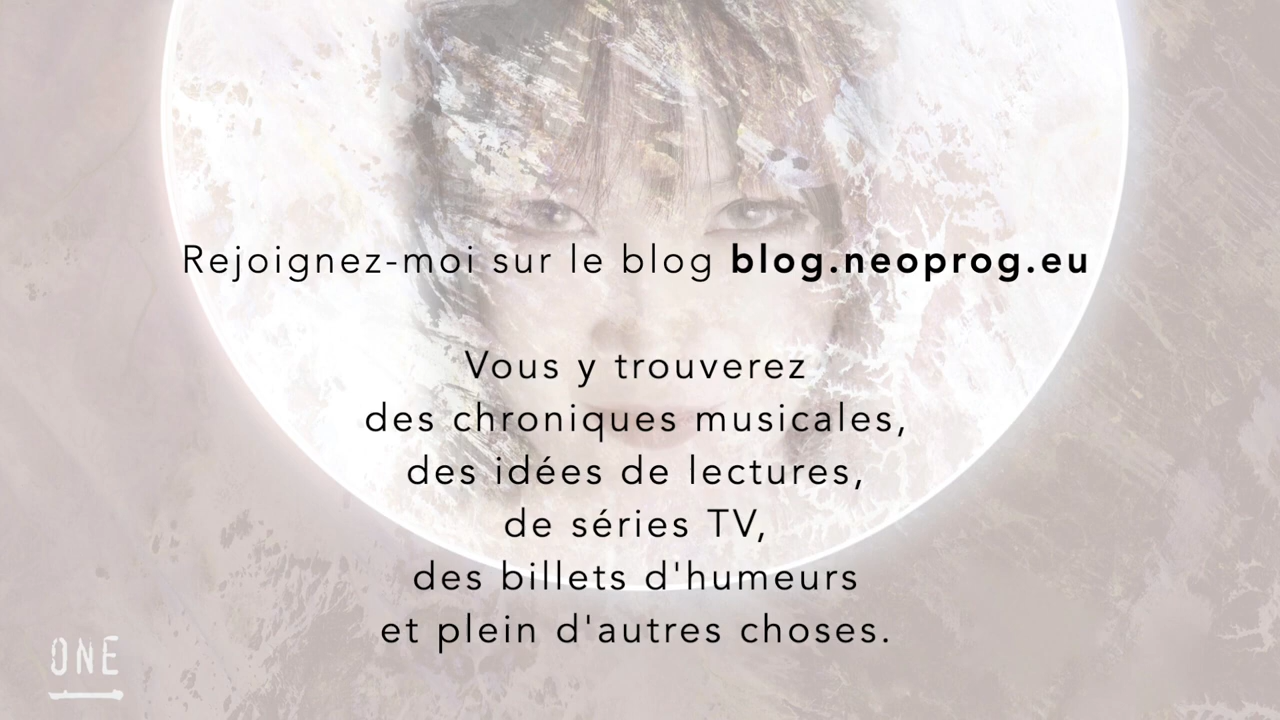 Rejoignez-moi sur le blog blog.neoprog.eu
Vous y trouverez
des chroniques musicales,
des idées de lectures,
de séries TV,
des billets d'humeurs
et plein d'autres choses.
ONE